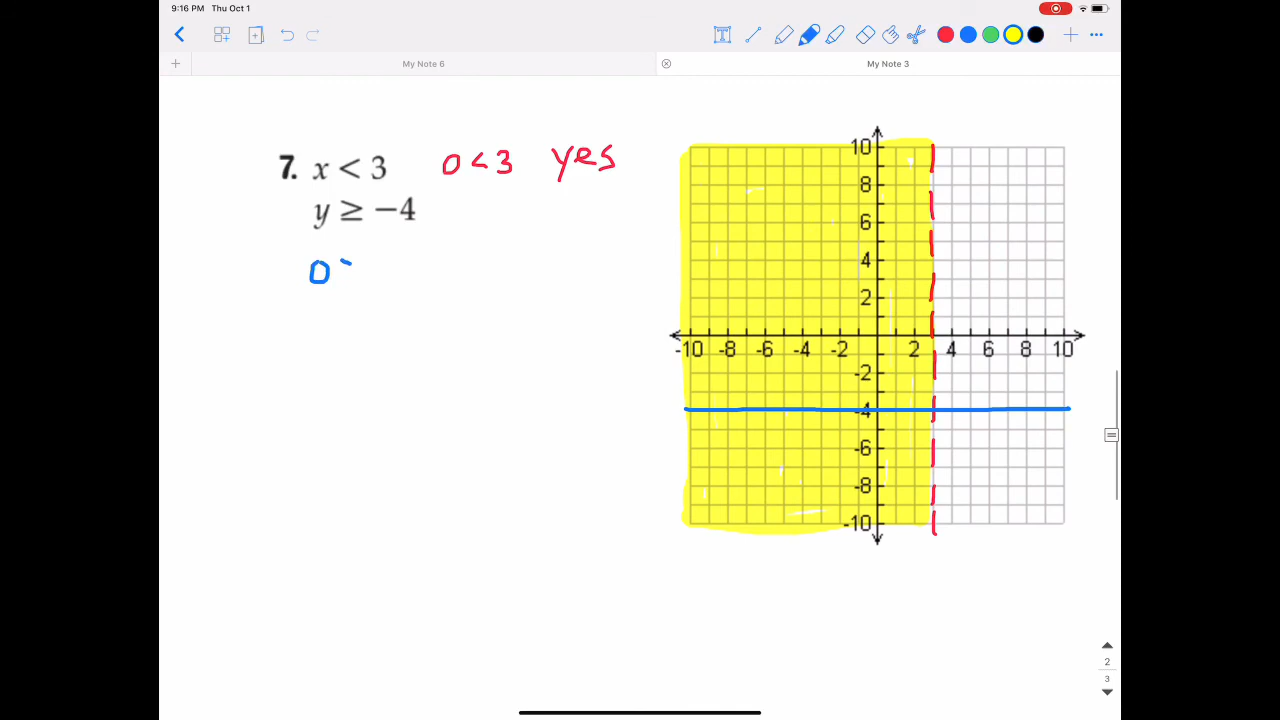 9:16 PM Thu Oct 1
T
My Note 6
My Note 3
7. x < 3 0 < 3 yes
y ≥ −4
0
10
8
6
4
2
-10 -8 -6 -4 -2 2 4 6 8 10
-2
-4
-6
-8
-10
2
3